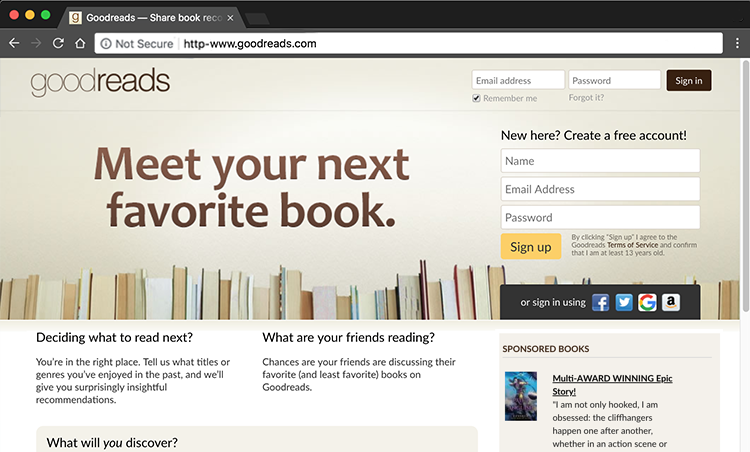 Goodreads — Share book reco
Not Secure
http-www.goodreads.com
goodreads
Email address
Password
Sign in
Remember me
Forgot it?
Meet your next
favorite book.
New here? Create a free account!
Name
Email Address
Password
Sign up
By clicking "Sign up" I agree to the
Goodreads Terms of Service and confirm
that I am at least 13 years old.
or sign in using
Deciding what to read next?
You're in the right place. Tell us what titles or
genres you've enjoyed in the past, and we'll
give you surprisingly insightful
recommendations.
What are your friends reading?
Chances are your friends are discussing their
favorite (and least favorite) books on
Goodreads.
What will you discover?
SPONSORED BOOKS
Multi-AWARD WINNING Epic
Story!
"I am not only hooked, I am
obsessed: the cliffhangers
happen one after another,
whether in an action scene or